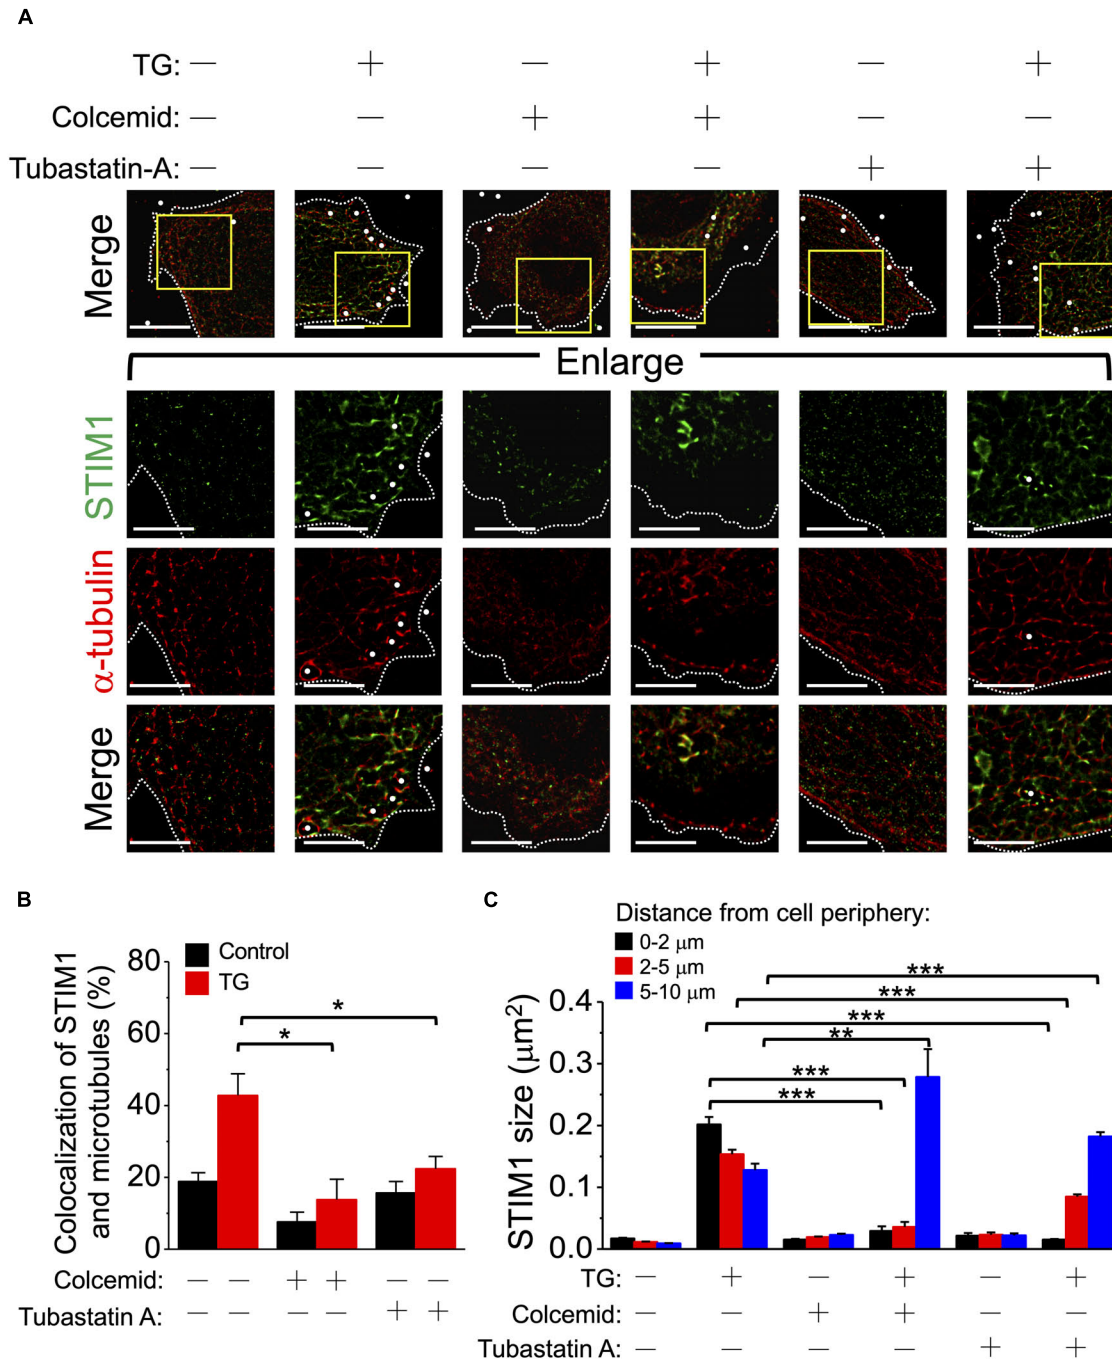 A
TG: — + — + — +
Colcemid: — — + + — —
Tubastatin-A: — — — — + +
Merge
Enlarge
STIM1
α-tubulin
Merge
B
Colocalization of STIM1
and microtubules (%)
Control
TG
80
60
40
20
0
*
*
Colcemid: — — + + — —
Tubastatin A: — — — — + +
C
Distance from cell periphery:
0-2 μm
2-5 μm
5-10 μm
STIM1 size (μm²)
0.4
0.3
0.2
0.1
0.0
***
***
***
**
***
***
TG: — + — + — +
Colcemid: — — + + — —
Tubastatin A: — — — — + +